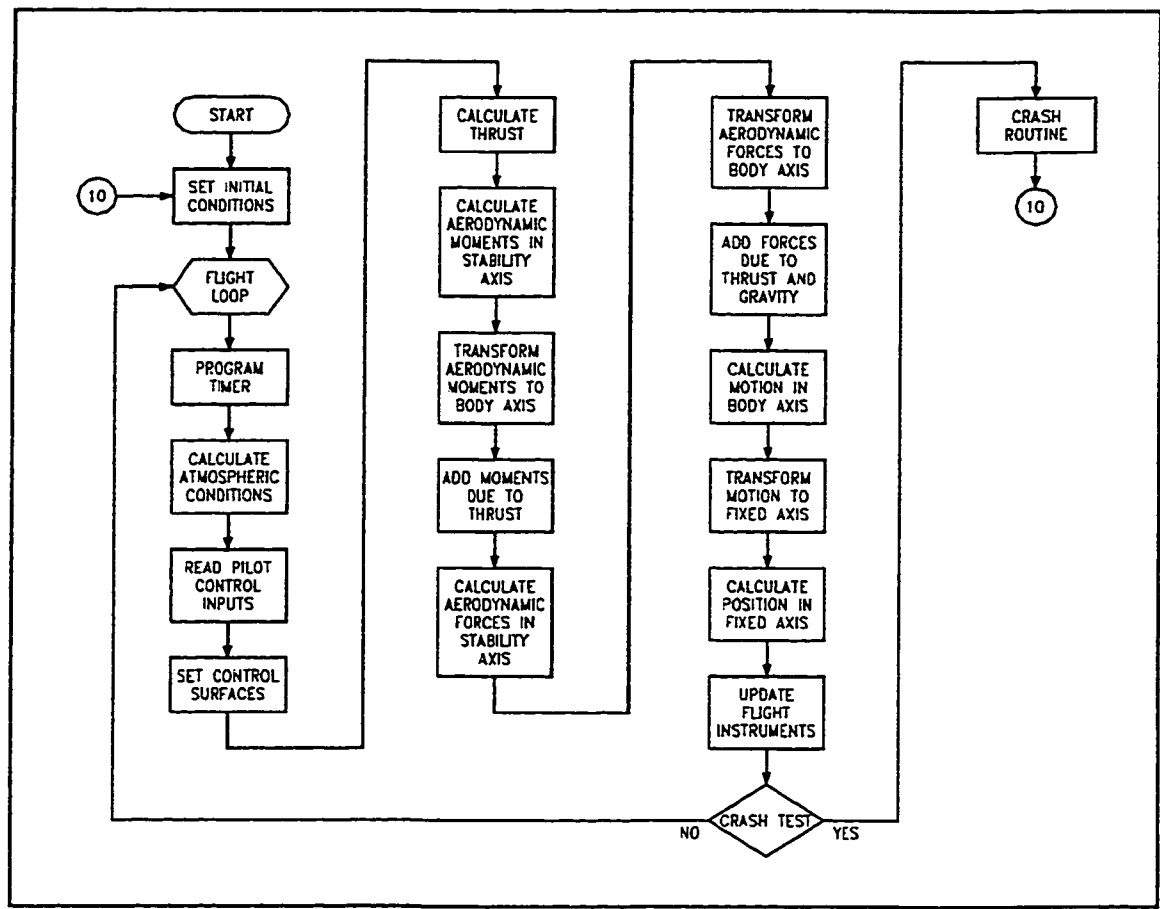 START
10
SET INITIAL
CONDITIONS
FLIGHT
LOOP
PROGRAM
TIMER
CALCULATE
ATMOSPHERIC
CONDITIONS
READ PILOT
CONTROL
INPUTS
SET CONTROL
SURFACES
CALCULATE
THRUST
CALCULATE
AERODYNAMIC
MOMENTS IN
STABILITY
AXIS
TRANSFORM
AERODYNAMIC
MOMENTS TO
BODY AXIS
ADD MOMENTS
DUE TO
THRUST
CALCULATE
AERODYNAMIC
FORCES IN
STABILITY
AXIS
TRANSFORM
AERODYNAMIC
FORCES TO
BODY AXIS
ADD FORCES
DUE TO
THRUST AND
GRAVITY
CALCULATE
MOTION IN
BODY AXIS
TRANSFORM
MOTION TO
FIXED AXIS
CALCULATE
POSITION IN
FIXED AXIS
UPDATE
FLIGHT
INSTRUMENTS
CRASH TEST
NO
YES
CRASH
ROUTINE
10